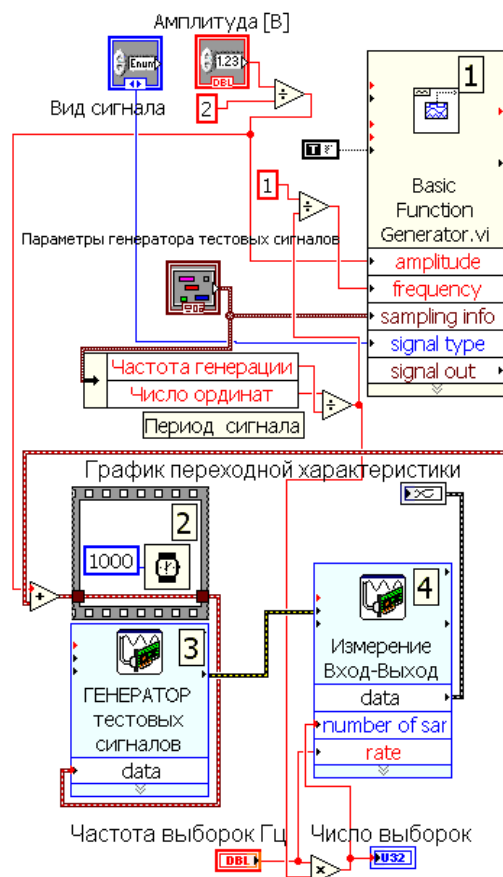 Амплитуда [В]
Enum
1.23
DBL
2
Вид сигнала
1
T F
1
Basic
Function
Generator.vi
Параметры генератора тестовых сигналов
amplitude
frequency
sampling info
signal type
signal out
Частота генерации
Число ординат
Период сигнала
График переходной характеристики
2
1000
3
4
ГЕНЕРАТОР
тестовых
сигналов
data
Измерение
Вход-Выход
data
number of sar
rate
Частота выборок Гц
Число выборок
DBL
U32